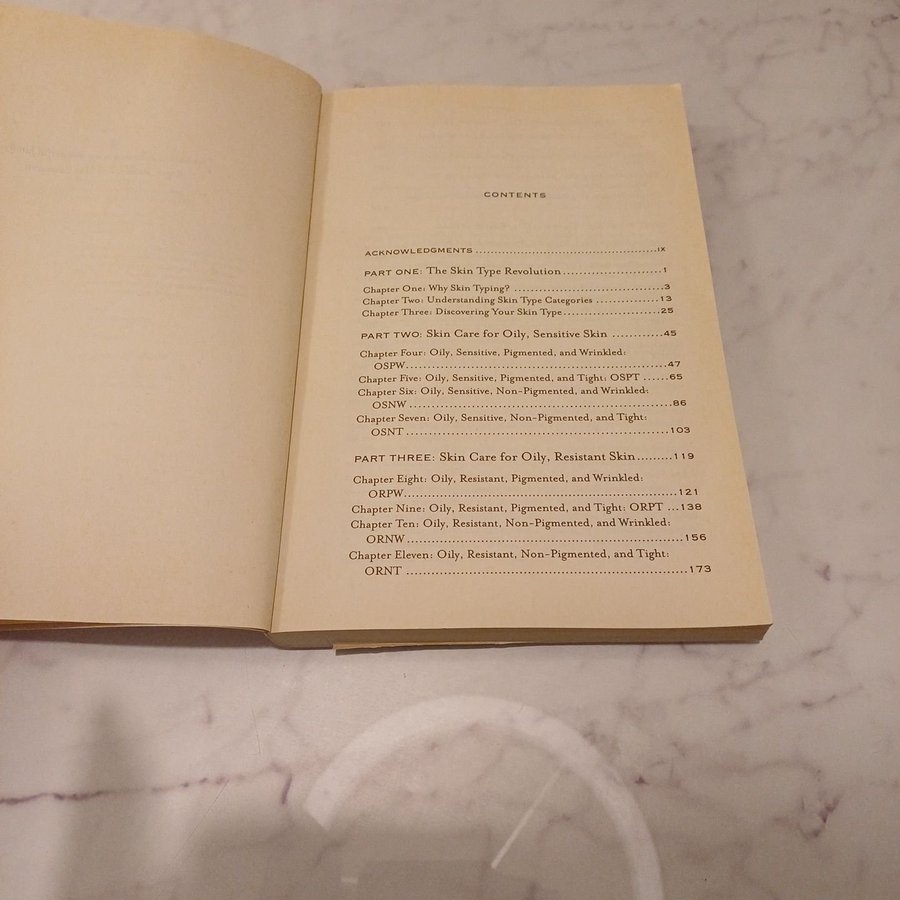 CONTENTS
ACKNOWLEDGMENTS ................................................ix
PART ONE: The Skin Type Revolution..........................1
Chapter One: Why Skin Typing? ......................................3
Chapter Two: Understanding Skin Type Categories ................13
Chapter Three: Discovering Your Skin Type............................25
PART TWO: Skin Care for Oily, Sensitive Skin .............45
Chapter Four: Oily, Sensitive, Pigmented, and Wrinkled:
OSPW..................................................................47
Chapter Five: Oily, Sensitive, Pigmented, and Tight: OSPT ......65
Chapter Six: Oily, Sensitive, Non-Pigmented, and Wrinkled:
OSNW ..................................................................86
Chapter Seven: Oily, Sensitive, Non-Pigmented, and Tight:
OSNT ..................................................................103
PART THREE: Skin Care for Oily, Resistant Skin.........119
Chapter Eight: Oily, Resistant, Pigmented, and Wrinkled:
ORPW..................................................................121
Chapter Nine: Oily, Resistant, Pigmented, and Tight: ORPT ...138
Chapter Ten: Oily, Resistant, Non-Pigmented, and Wrinkled:
ORNW ..................................................................156
Chapter Eleven: Oily, Resistant, Non-Pigmented, and Tight:
ORNT ..................................................................173